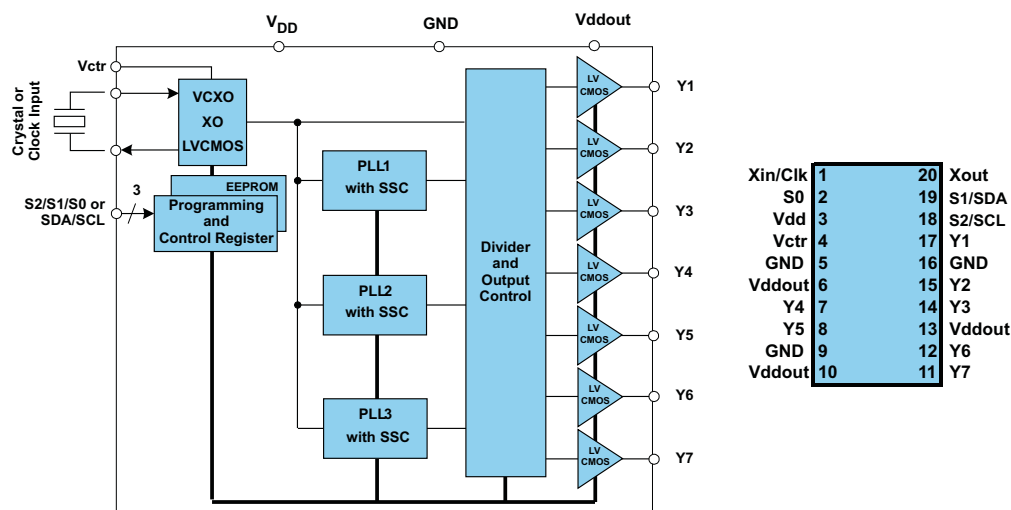 V_DD
GND
Vddout
Vctr
Crystal or
Clock Input
VCXO
XO
LVCMOS
EEPROM
Programming
and
Control Register
3
S2/S1/S0 or
SDA/SCL
PLL1
with SSC
PLL2
with SSC
PLL3
with SSC
Divider
and
Output
Control
LV
CMOS
Y1
LV
CMOS
Y2
LV
CMOS
Y3
LV
CMOS
Y4
LV
CMOS
Y5
LV
CMOS
Y6
LV
CMOS
Y7
Xin/Clk 1 20 Xout
S0 2 19 S1/SDA
Vdd 3 18 S2/SCL
Vctr 4 17 Y1
GND 5 16 GND
Vddout 6 15 Y2
Y4 7 14 Y3
Y5 8 13 Vddout
GND 9 12 Y6
Vddout 10 11 Y7